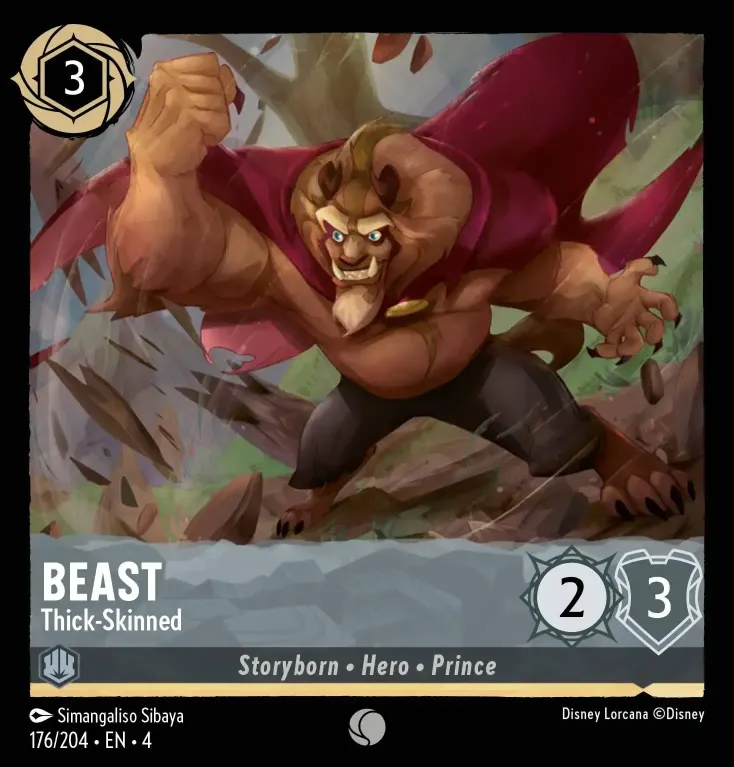 3
BEAST
Thick-Skinned
2 3
Storyborn • Hero • Prince
Simangaliso Sibaya
Disney Lorcana ©Disney
176/204 • EN • 4